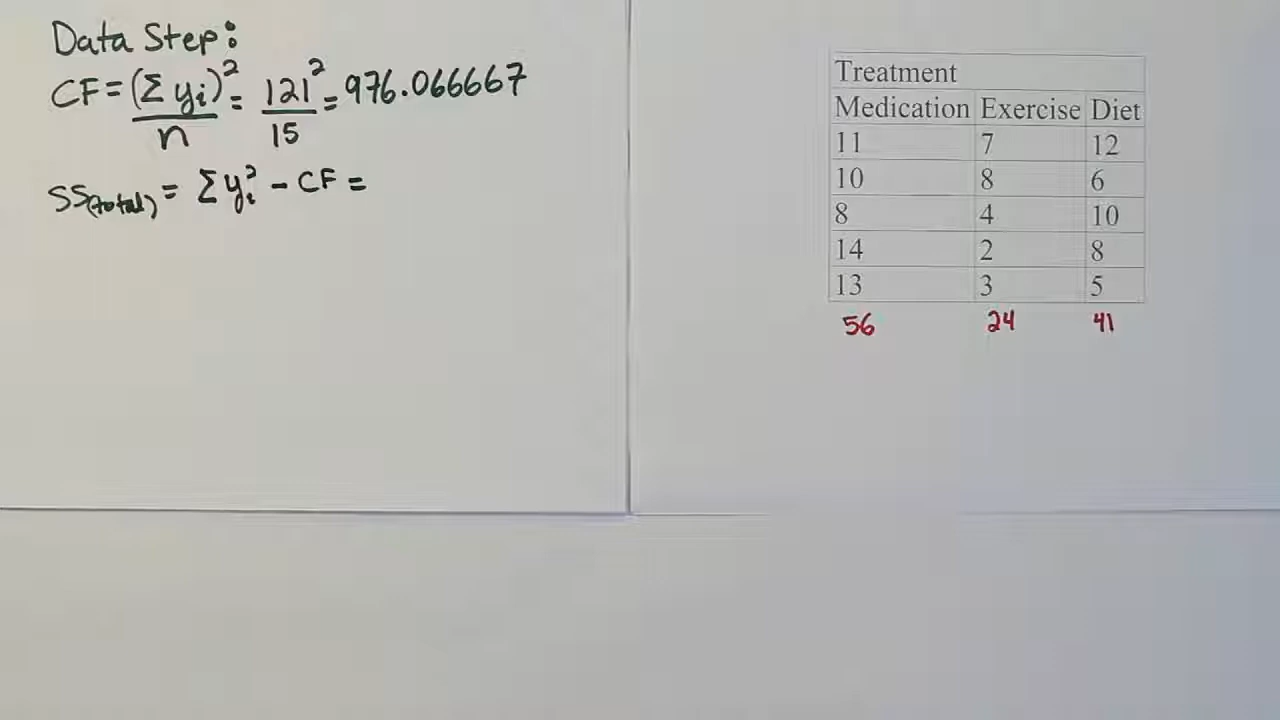 Data Step:
CF = (Σ yi)² / n = 121² / 15 = 976.066667
SS(total) = Σ yi² - CF =
Treatment
Medication Exercise Diet
11 7 12
10 8 6
8 4 10
14 2 8
13 3 5
56 24 41